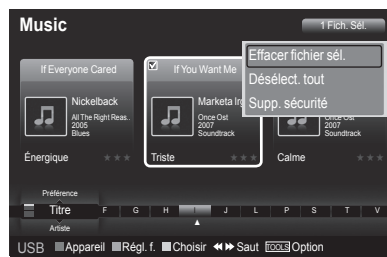 Music
1 Fich. Sél.
Effacer fichier sél.
Désélect. tout
Supp. sécurité
If Everyone Cared
If You Want Me
Nickelback
All The Right Reas..
2005
Blues
Marketa
Once Ost
2007
Soundtrack
Once Ost
2007
Soundtrack
Énergique
Triste
Calme
Préférence
Titre
F G H I J L P S T V
Artiste
USB Appareil Régl. f. Choisir Saut TOOLS Option